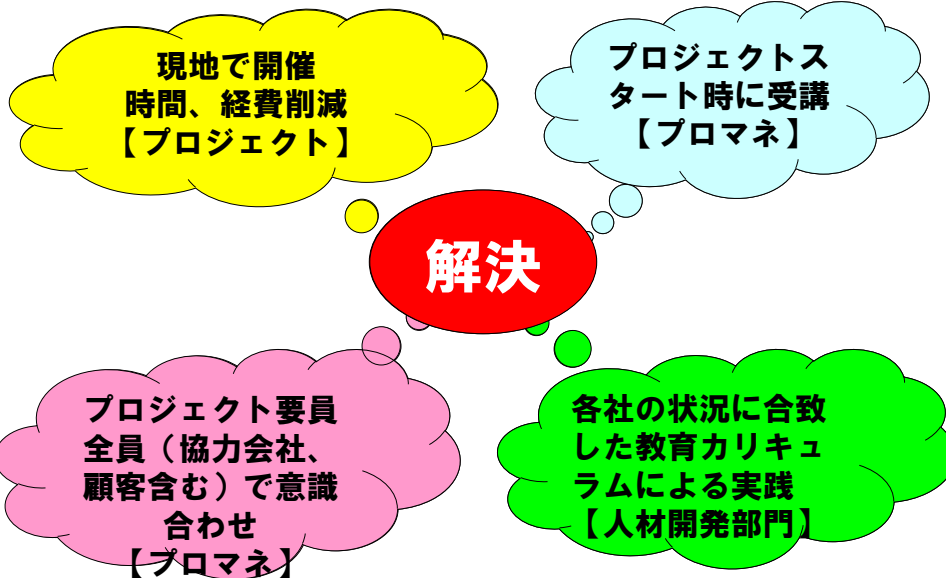 現地で開催
時間、経費削減
【プロジェクト】
プロジェクトス
タート時に受講
【プロマネ】
解決
プロジェクト要員
全員（協力会社、
顧客含む）で意識
合わせ
【プロマネ】
各社の状況に合致
した教育カリキュ
ラムによる実践
【人材開発部門】